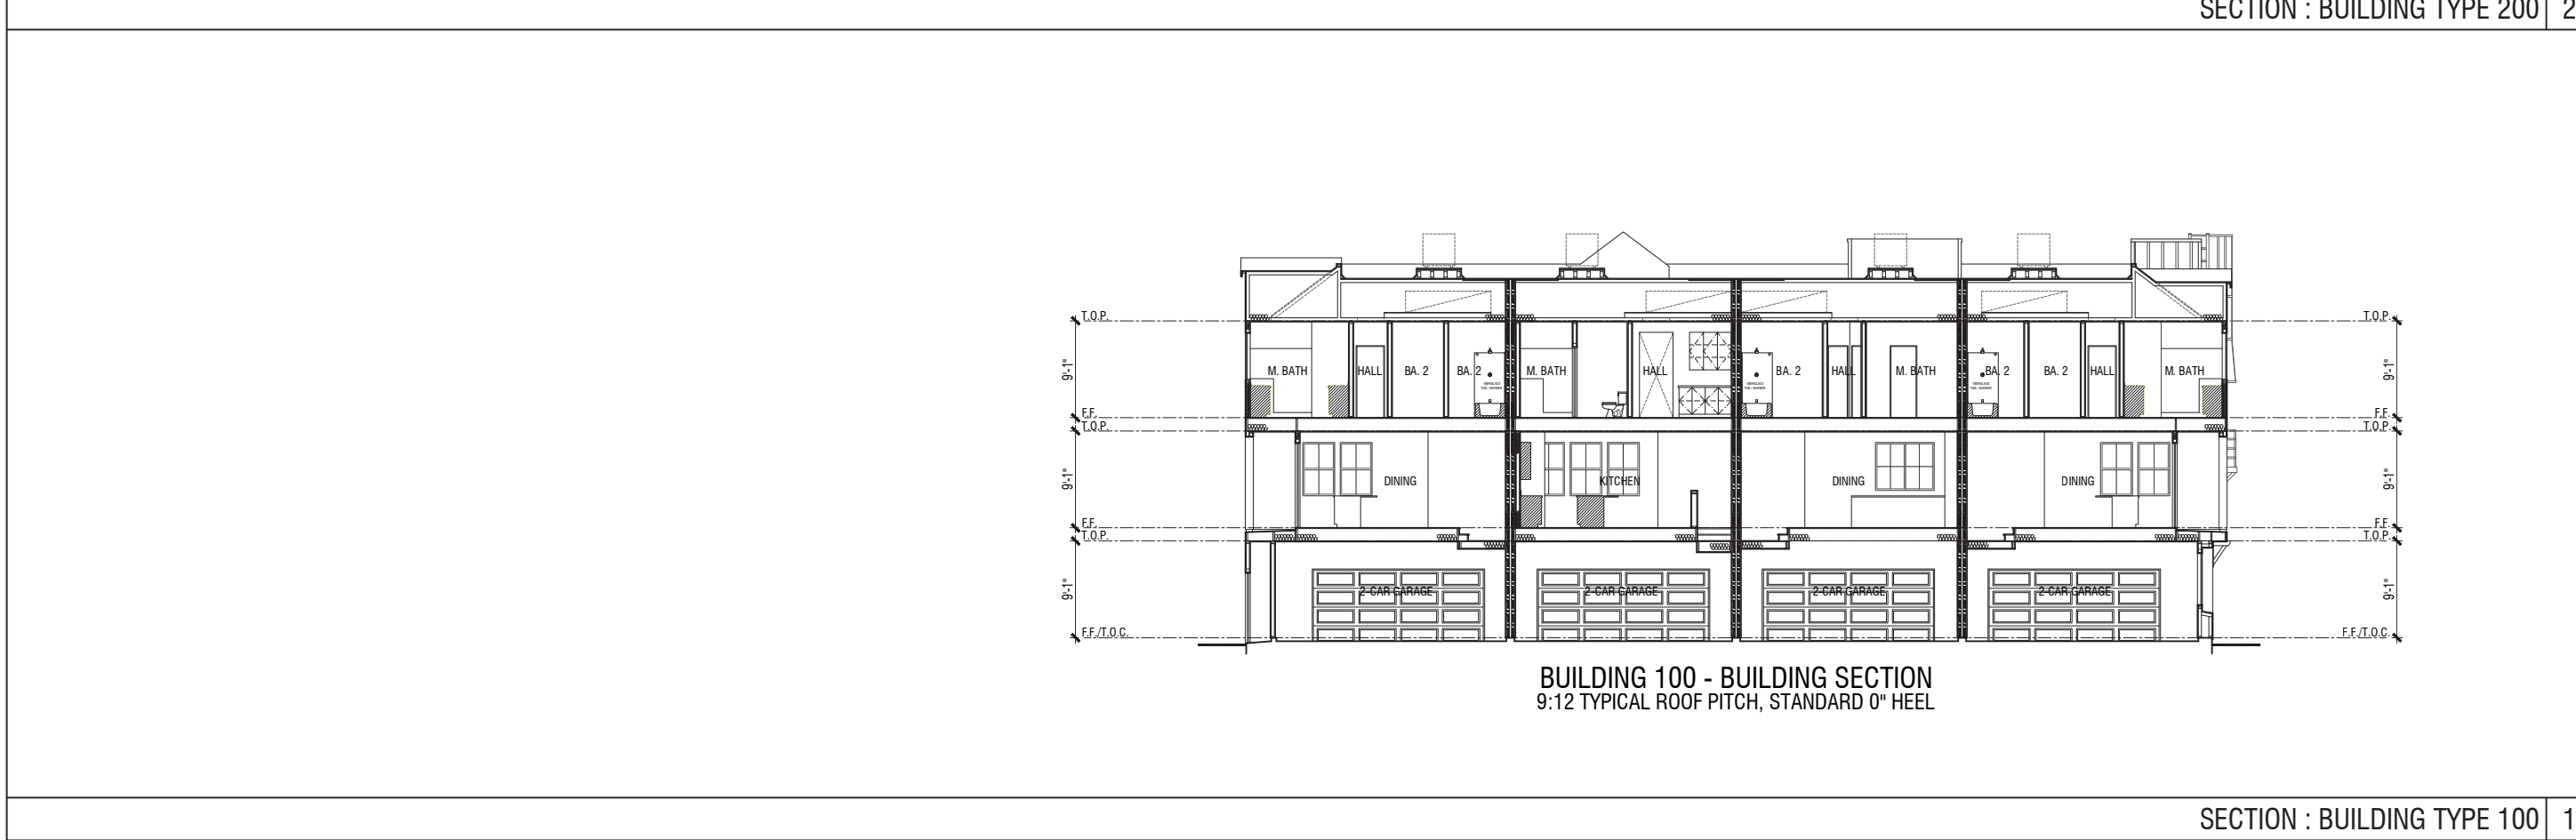 SECTION : BUILDING TYPE 200 2
T.O.P. T.O.P.
9'-1" M. BATH HALL BA. 2 BA. 2 M. BATH HALL BA. 2 HALL M. BATH BA. 2 BA. 2 HALL M. BATH 9'-1"
F.F. F.F.
T.O.P. T.O.P.
9'-1" DINING KITCHEN DINING DINING 9'-1"
F.F. F.F.
T.O.P. T.O.P.
9'-1" 2-CAR GARAGE 2-CAR GARAGE 2-CAR GARAGE 2-CAR GARAGE 9'-1"
F.F./T.O.C. F.F./T.O.C.
BUILDING 100 - BUILDING SECTION
9:12 TYPICAL ROOF PITCH, STANDARD 0" HEEL
SECTION : BUILDING TYPE 100 1